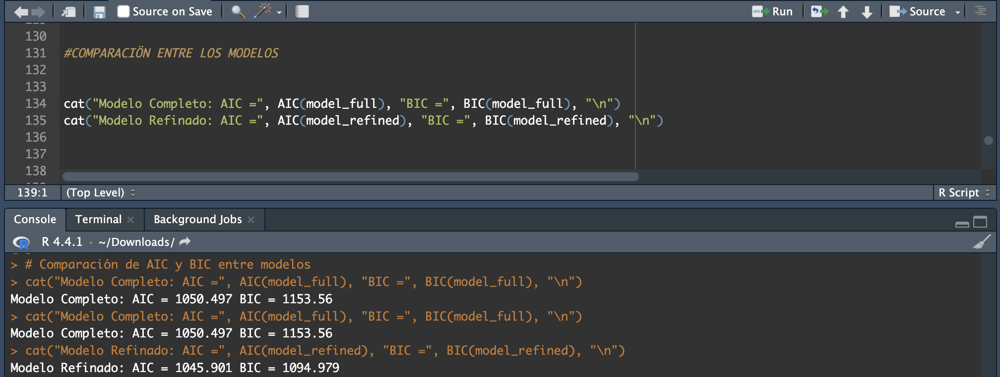 Source on Save
Run
Source
130
131 #COMPARACIÖN ENTRE LOS MODELOS
132
133
134 cat("Modelo Completo: AIC =", AIC(model_full), "BIC =", BIC(model_full), "\n")
135 cat("Modelo Refinado: AIC =", AIC(model_refined), "BIC =", BIC(model_refined), "\n")
136
137
138
139:1 (Top Level) R Script
Console Terminal Background Jobs
R 4.4.1 · ~/Downloads/
> # Comparación de AIC y BIC entre modelos
> cat("Modelo Completo: AIC =", AIC(model_full), "BIC =", BIC(model_full), "\n")
Modelo Completo: AIC = 1050.497 BIC = 1153.56
> cat("Modelo Completo: AIC =", AIC(model_full), "BIC =", BIC(model_full), "\n")
Modelo Completo: AIC = 1050.497 BIC = 1153.56
> cat("Modelo Refinado: AIC =", AIC(model_refined), "BIC =", BIC(model_refined), "\n")
Modelo Refinado: AIC = 1045.901 BIC = 1094.979